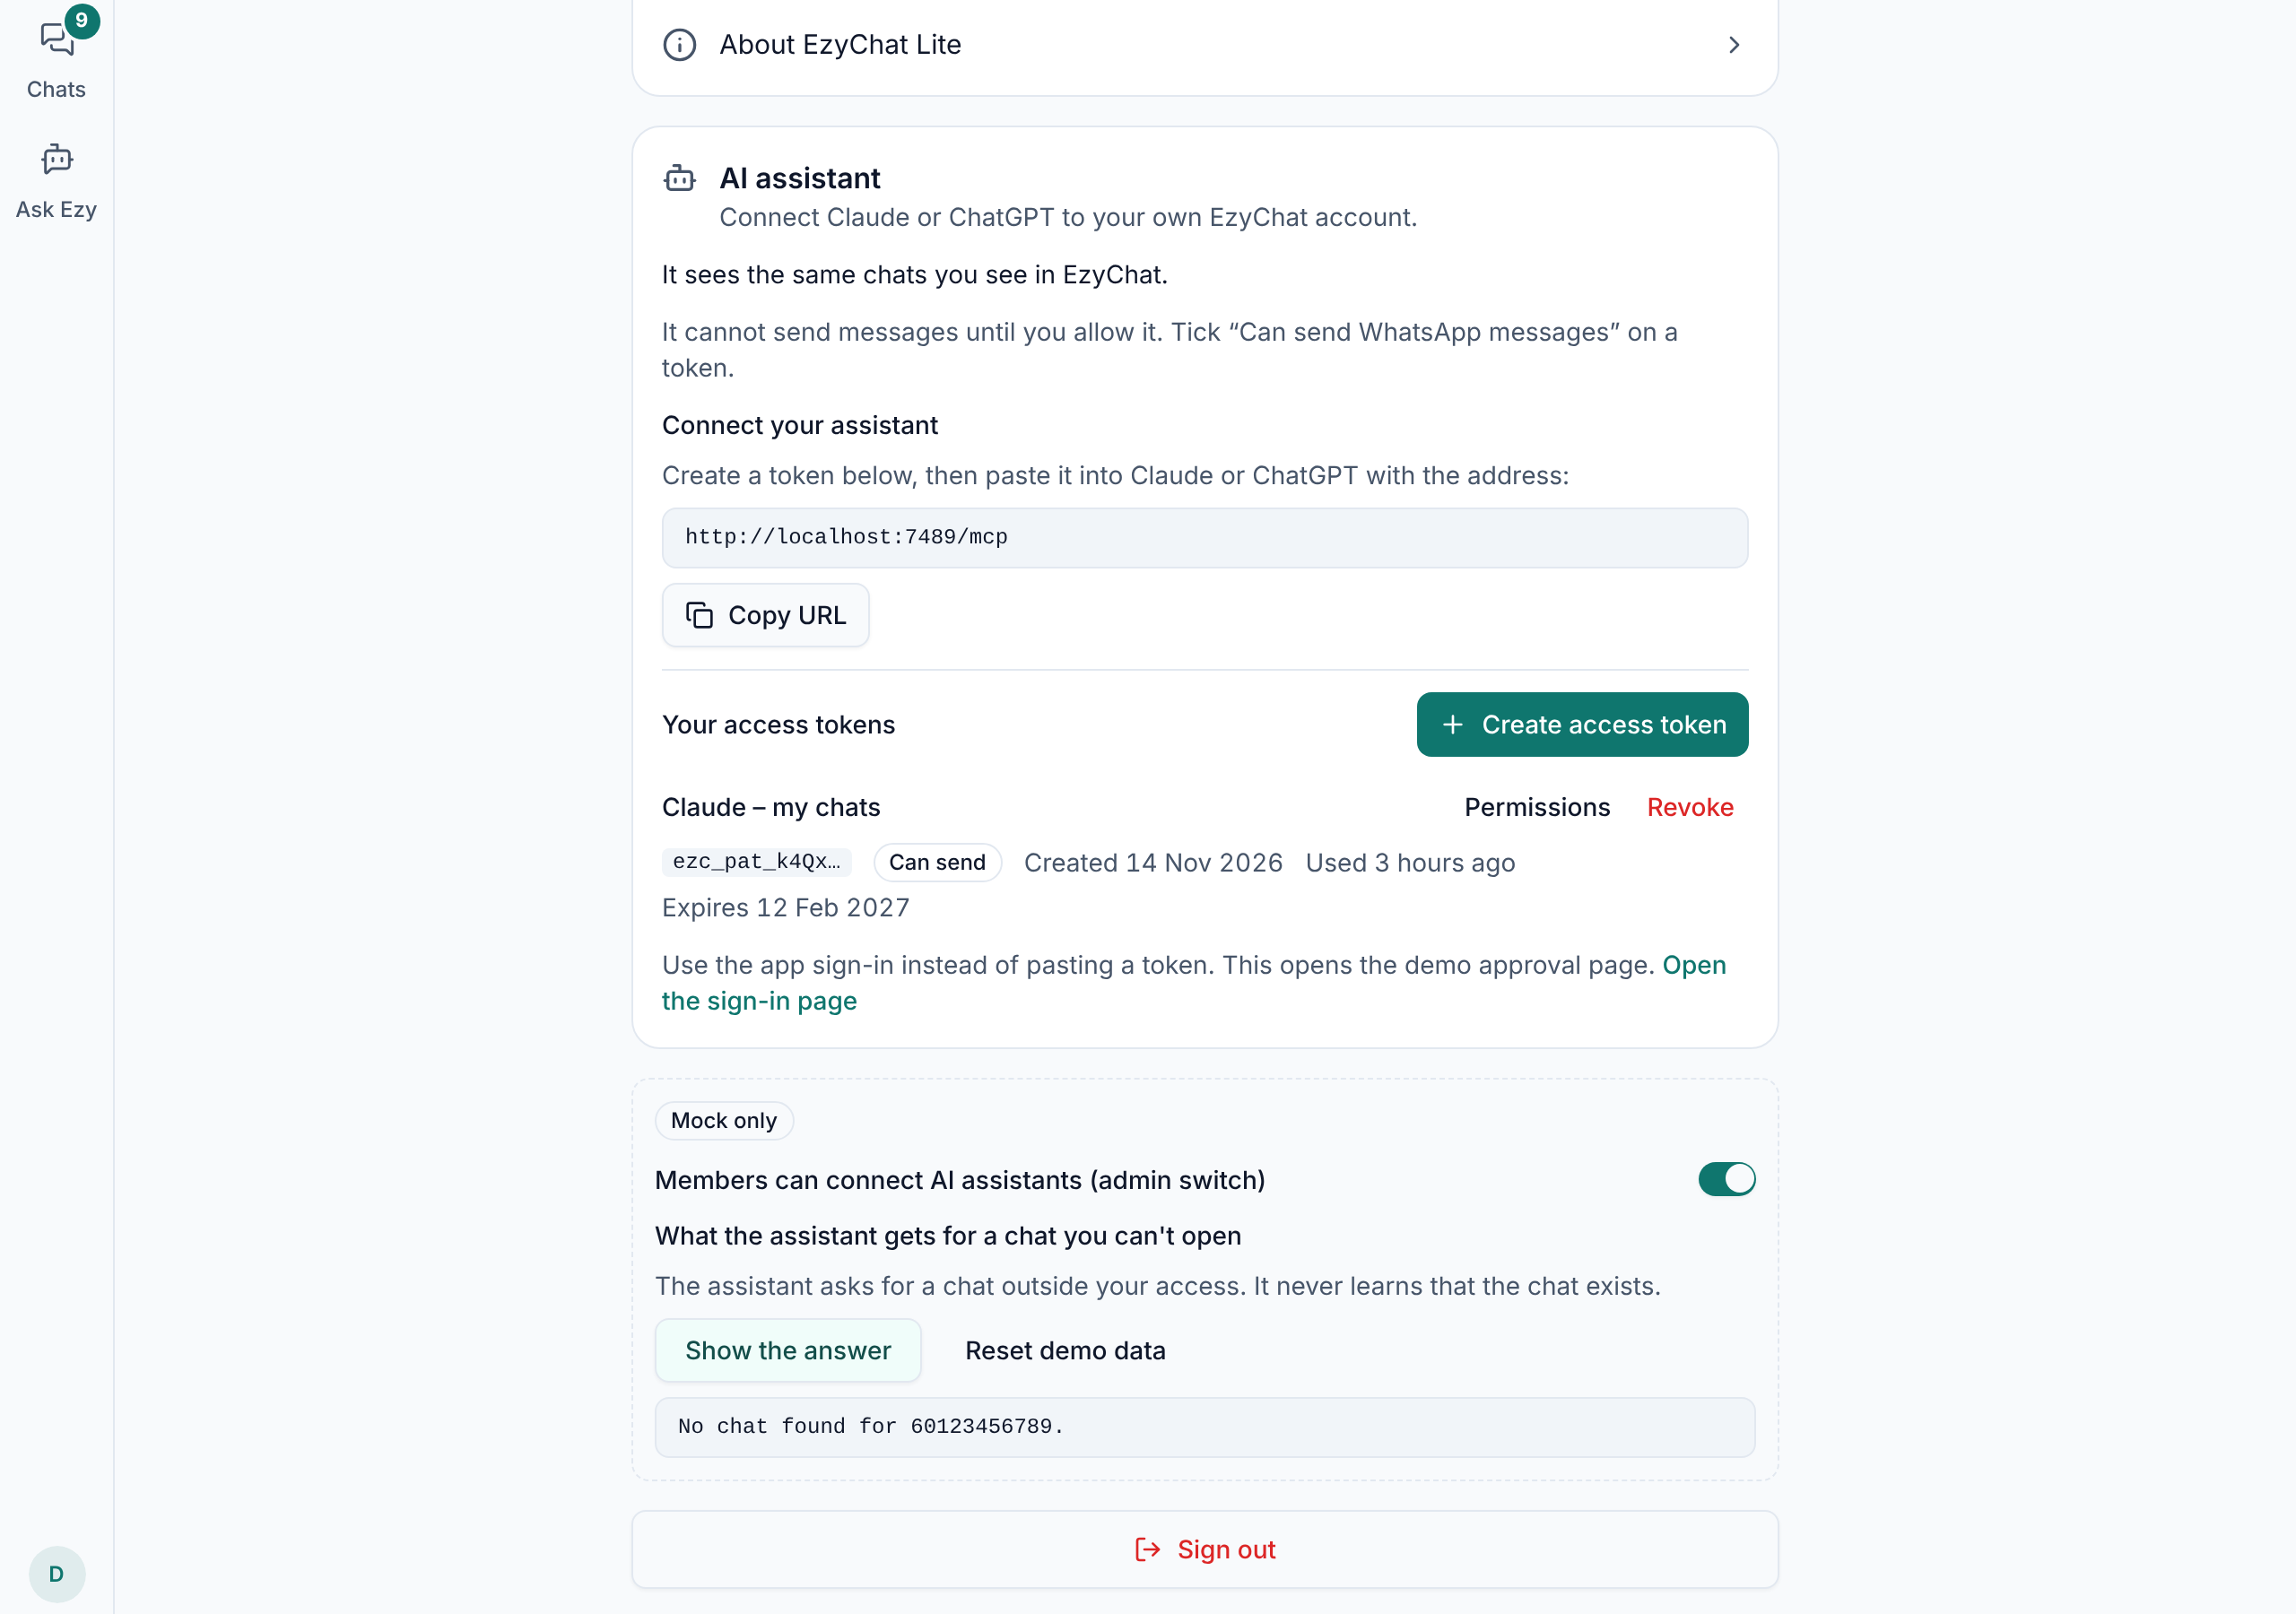 9
Chats
Ask Ezy
D
About EzyChat Lite
AI assistant
Connect Claude or ChatGPT to your own EzyChat account.
It sees the same chats you see in EzyChat.
It cannot send messages until you allow it. Tick “Can send WhatsApp messages” on a
token.
Connect your assistant
Create a token below, then paste it into Claude or ChatGPT with the address:
http://localhost:7489/mcp
Copy URL
Your access tokens
Create access token
Claude – my chats
Permissions
Revoke
ezc_pat_k4Qx…
Can send
Created 14 Nov 2026
Used 3 hours ago
Expires 12 Feb 2027
Use the app sign-in instead of pasting a token. This opens the demo approval page. Open
the sign-in page
Mock only
Members can connect AI assistants (admin switch)
What the assistant gets for a chat you can't open
The assistant asks for a chat outside your access. It never learns that the chat exists.
Show the answer
Reset demo data
No chat found for 60123456789.
Sign out